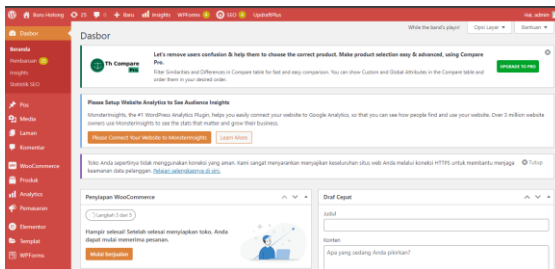 Buns Hotelng 25 0 + Baru Insights WPForms SEO UpdraftPlus Hai, admin
While the band's playin' Opsi Layar Bantuan
Dasbor
Dasbor
Beranda
Pembaruan
Insights
Statistik SEO
Pos
Media
Laman
Komentar
WooCommerce
Produk
Analytics
Pemasaran
Elementor
Templat
WPForms
Th Compare
Pro
Let's remove users confusion & help them to choose the correct product. Make product selection easy & advanced, using Compare
Pro.
Filter Similarities and Differences in Compare table for fast and easy comparison. You can show Custom and Global Attributes in the Compare table and
order them in your desired order.
UPGRADE TO PRO
Please Setup Website Analytics to See Audience Insights
MonsterInsights, the #1 WordPress Analytics Plugin, helps you easily connect your website to Google Analytics, so that you can see how people find and use your website. Over 3 million website
owners use MonsterInsights to see the stats that matter and grow their business.
Please Connect Your Website to MonsterInsights Learn More
Toko Anda sepertinya tidak menggunakan koneksi yang aman. Kami sangat menyarankan menyajikan keseluruhan situs web Anda melalui koneksi HTTPS untuk membantu menjaga
keamanan data pelanggan. Pelajari selengkapnya di sini.
Tutup
Penyiapan WooCommerce
Langkah 3 dari 5
Hampir selesai! Setelah selesai menyiapkan toko, Anda
dapat mulai menerima pesanan.
Mulai Berjualan
Draf Cepat
Judul
Konten
Apa yang sedang Anda pikirkan?